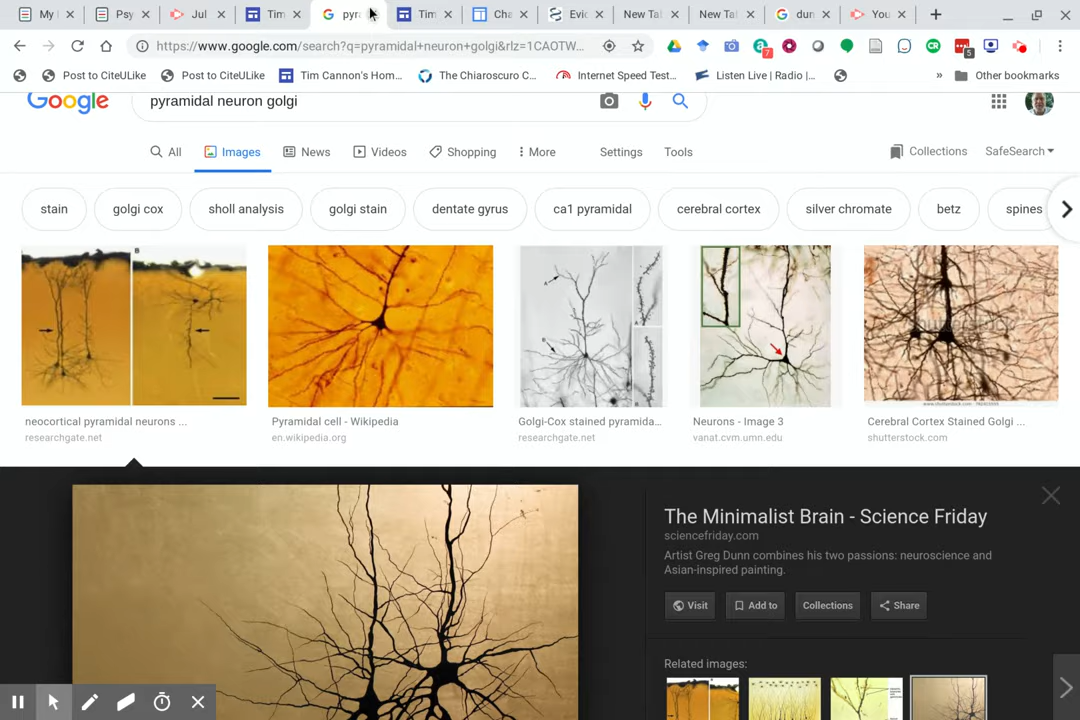 My
Psy
Jul
Tim
pyra
Tim
Cha
Evic
New Tal
New Tal
dun
You
https://www.google.com/search?q=pyramidal+neuron+golgi&rlz=1CAOTW...
7
CR
5
Post to CiteULike
Post to CiteULike
Tim Cannon's Hom...
The Chiaroscuro C...
Internet Speed Test...
Listen Live | Radio |...
»
Other bookmarks
Google
pyramidal neuron golgi
All
Images
News
Videos
Shopping
More
Settings
Tools
Collections
SafeSearch
stain
golgi cox
sholl analysis
golgi stain
dentate gyrus
ca1 pyramidal
cerebral cortex
silver chromate
betz
spines
B
neocortical pyramidal neurons ...
researchgate.net
Pyramidal cell - Wikipedia
en.wikipedia.org
Golgi-Cox stained pyramida...
researchgate.net
Neurons - Image 3
vanat.cvm.umn.edu
Cerebral Cortex Stained Golgi ...
shutterstock.com
The Minimalist Brain - Science Friday
sciencefriday.com
Artist Greg Dunn combines his two passions: neuroscience and
Asian-inspired painting.
Visit
Add to
Collections
Share
Related images: